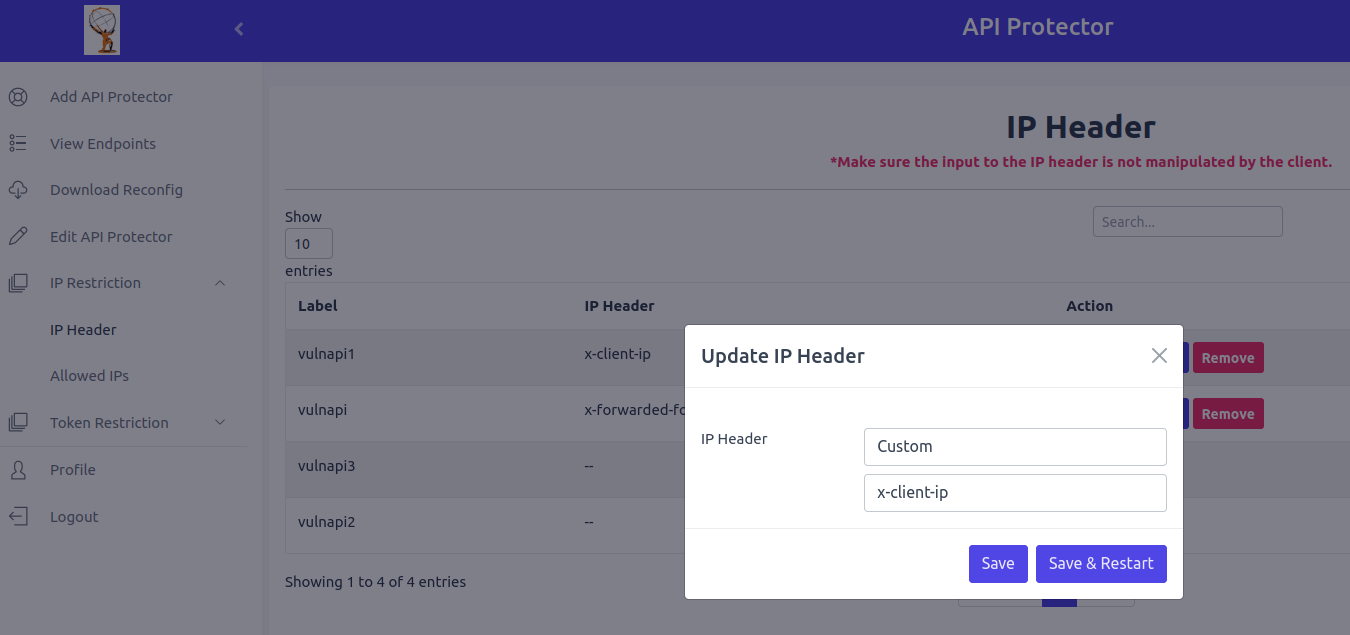 API Protector
Add API Protector
View Endpoints
Download Reconfig
Edit API Protector
IP Restriction
IP Header
Allowed IPs
Token Restriction
Profile
Logout
IP Header
*Make sure the input to the IP header is not manipulated by the client.
Show
10
entries
Search...
Label IP Header Action
vulnapi1 x-client-ip Remove
vulnapi x-forwarded-fo Remove
vulnapi3 --
vulnapi2 --
Showing 1 to 4 of 4 entries
Update IP Header
IP Header Custom
x-client-ip
Save Save & Restart